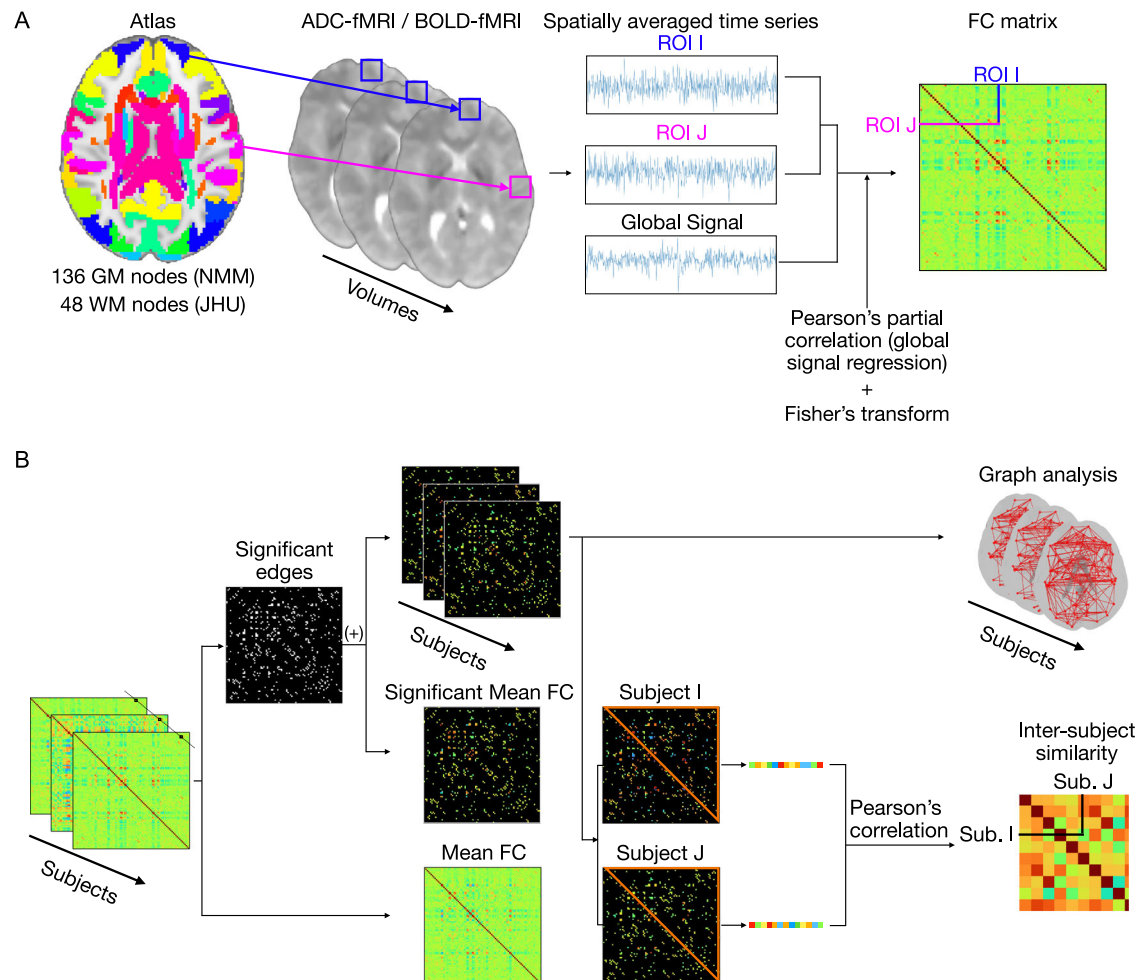 A
Atlas
ADC-fMRI / BOLD-fMRI
Spatially averaged time series
FC matrix
ROI I
ROI I
ROI J
ROI J
Global Signal
136 GM nodes (NMM)
48 WM nodes (JHU)
Volumes
Pearson's partial
correlation (global
signal regression)
+
Fisher's transform
B
Graph analysis
Significant
edges
(+)
Subjects
Subjects
Significant Mean FC
Subject I
Inter-subject
similarity
Sub. J
Pearson's
correlation
Sub. I
Subjects
Mean FC
Subject J